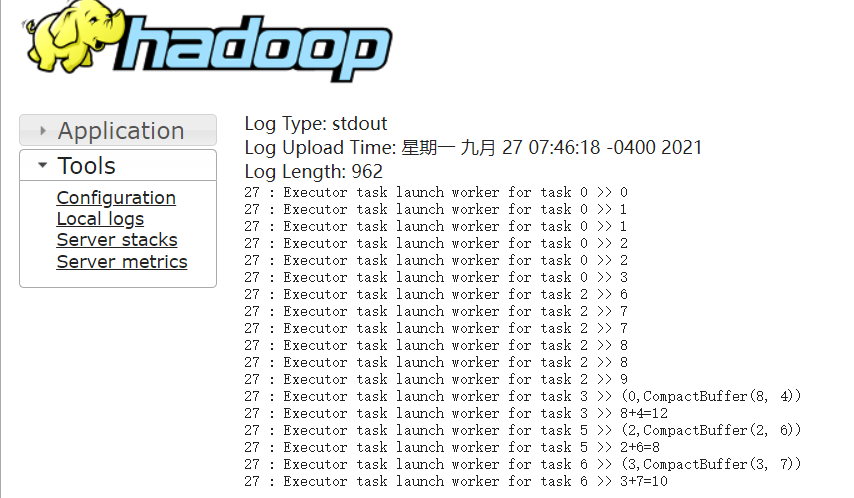 hadoop
Application
Tools
Configuration
Local logs
Server stacks
Server metrics
Log Type: stdout
Log Upload Time: 星期一 九月 27 07:46:18 -0400 2021
Log Length: 962
27 : Executor task launch worker for task 0 >> 0
27 : Executor task launch worker for task 0 >> 1
27 : Executor task launch worker for task 0 >> 1
27 : Executor task launch worker for task 0 >> 2
27 : Executor task launch worker for task 0 >> 2
27 : Executor task launch worker for task 0 >> 3
27 : Executor task launch worker for task 2 >> 6
27 : Executor task launch worker for task 2 >> 7
27 : Executor task launch worker for task 2 >> 7
27 : Executor task launch worker for task 2 >> 8
27 : Executor task launch worker for task 2 >> 8
27 : Executor task launch worker for task 2 >> 9
27 : Executor task launch worker for task 3 >> (0,CompactBuffer(8, 4))
27 : Executor task launch worker for task 3 >> 8+4=12
27 : Executor task launch worker for task 5 >> (2,CompactBuffer(2, 6))
27 : Executor task launch worker for task 5 >> 2+6=8
27 : Executor task launch worker for task 6 >> (3,CompactBuffer(3, 7))
27 : Executor task launch worker for task 6 >> 3+7=10